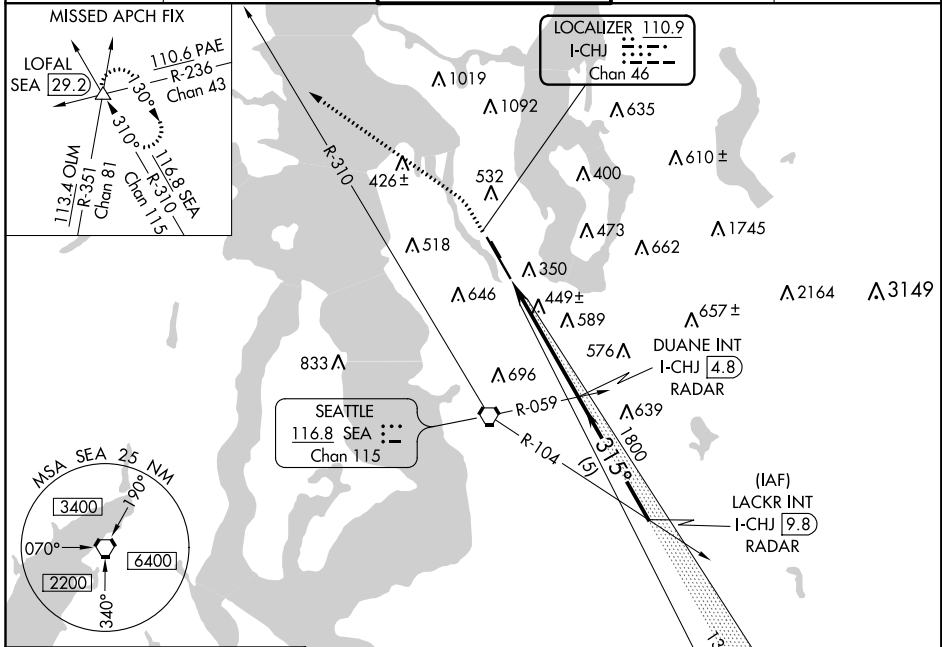 MISSED APCH FIX
LOFAL
SEA 29.2
110.6 PAE
R-236
Chan 43
130°
310°
116.8 SEA
R-310
Chan 115
113.4 OLM
R-351
Chan 81
LOCALIZER 110.9
I-CHJ
Chan 46
1019
1092
635
R-310
426±
532
400
610±
518
473
662
1745
350
646
449±
589
657±
2164
3149
833
696
576
DUANE INT
I-CHJ 4.8
RADAR
SEATTLE
116.8 SEA
Chan 115
R-059
639
R-104
1800
315°
(5)
(IAF)
LACKR INT
I-CHJ 9.8
RADAR
MSA SEA 25 NM
3400
190°
070°
6400
2200
340°